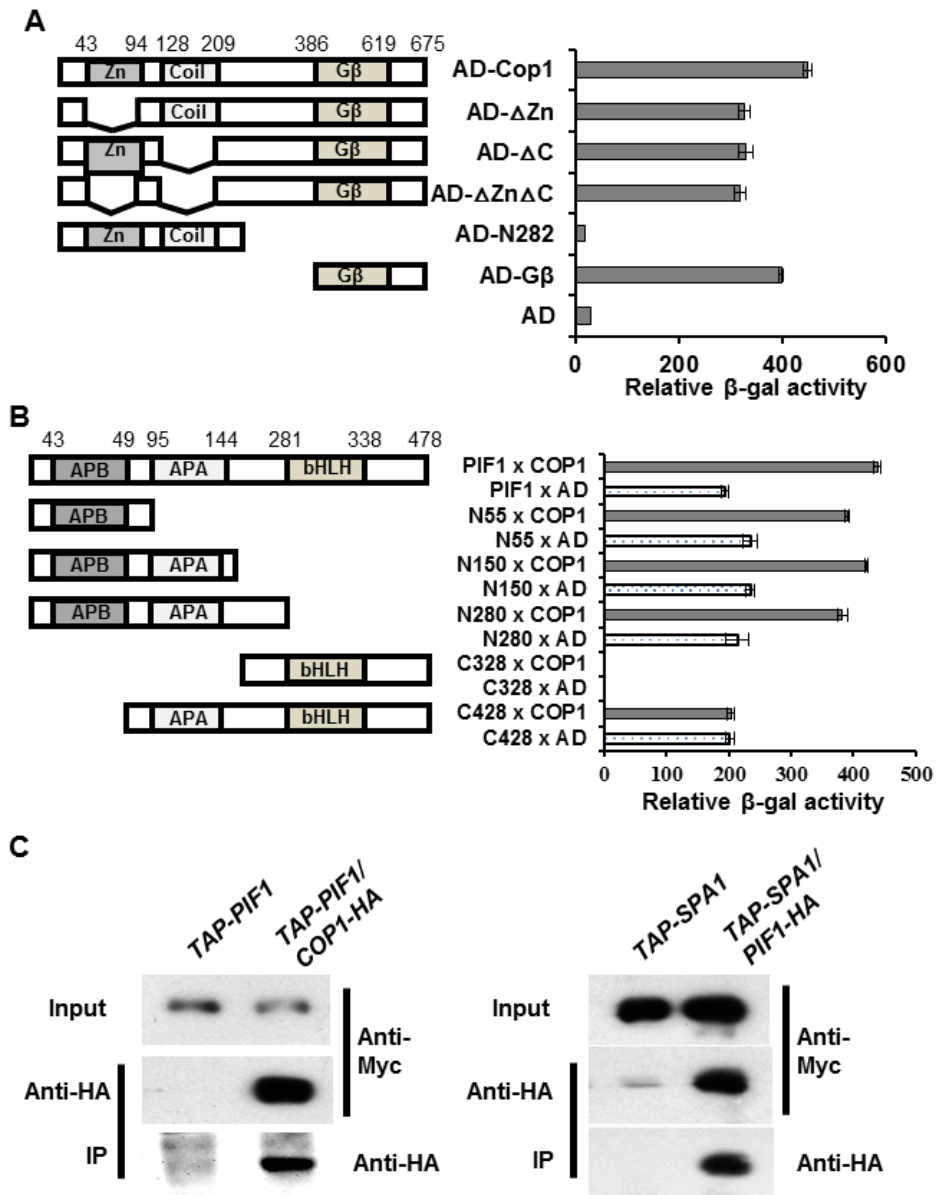 A
43 94 128 209 386 619 675
Zn Coil Gβ AD-Cop1
Coil Gβ AD-ΔZn
Zn Gβ AD-ΔC
Gβ AD-ΔZnΔC
Zn Coil AD-N282
Gβ AD-Gβ
AD
0 200 400 600
Relative β-gal activity
B
43 49 95 144 281 338 478
APB APA bHLH PIF1 x COP1
PIF1 x AD
APB N55 x COP1
N55 x AD
APB APA N150 x COP1
N150 x AD
APB APA N280 x COP1
N280 x AD
bHLH C328 x COP1
C328 x AD
APA bHLH C428 x COP1
C428 x AD
0 100 200 300 400 500
Relative β-gal activity
C
TAP-PIF1
TAP-PIF1/
COP1-HA
Input
Anti-HA
IP
Anti-
Myc
Anti-HA
TAP-SPA1
TAP-SPA1/
PIF1-HA
Input
Anti-HA
IP
Anti-
Myc
Anti-HA